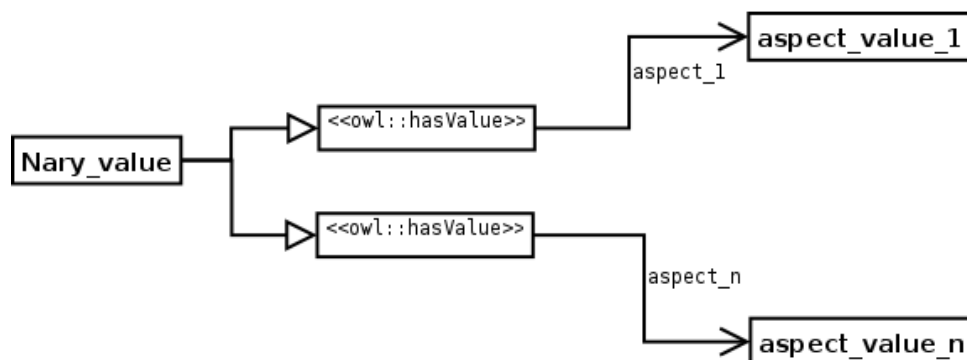 aspect_value_1
aspect_1
<<owl::hasValue>>
Nary_value
<<owl::hasValue>>
aspect_n
aspect_value_n